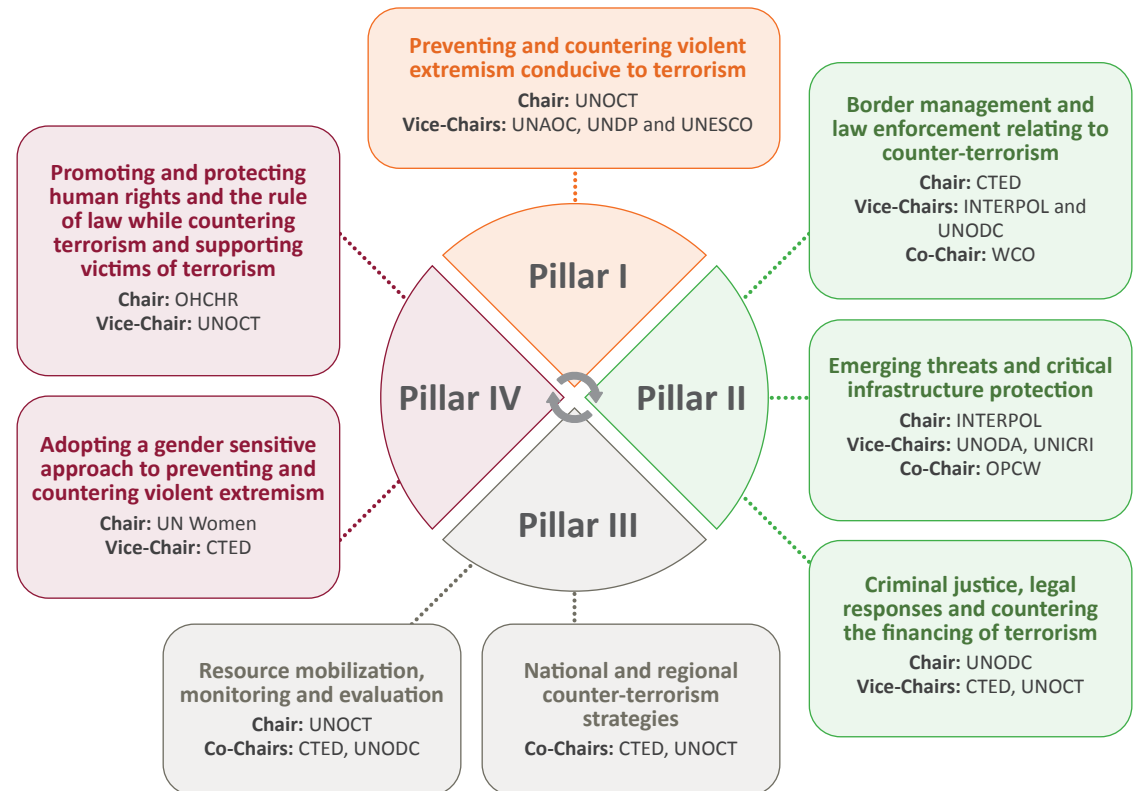 Preventing and countering violent
extremism conducive to terrorism
Chair: UNOCT
Vice-Chairs: UNAOC, UNDP and UNESCO
Border management and
law enforcement relating to
counter-terrorism
Chair: CTED
Vice-Chairs: INTERPOL and
UNODC
Co-Chair: WCO
Promoting and protecting
human rights and the rule
of law while countering
terrorism and supporting
victims of terrorism
Chair: OHCHR
Vice-Chair: UNOCT
Pillar I
Pillar IV
Pillar II
Pillar III
Emerging threats and critical
infrastructure protection
Chair: INTERPOL
Vice-Chairs: UNODA, UNICRI
Co-Chair: OPCW
Adopting a gender sensitive
approach to preventing and
countering violent extremism
Chair: UN Women
Vice-Chair: CTED
Criminal justice, legal
responses and countering
the financing of terrorism
Chair: UNODC
Vice-Chairs: CTED, UNOCT
Resource mobilization,
monitoring and evaluation
Chair: UNOCT
Co-Chairs: CTED, UNODC
National and regional
counter-terrorism
strategies
Co-Chairs: CTED, UNOCT